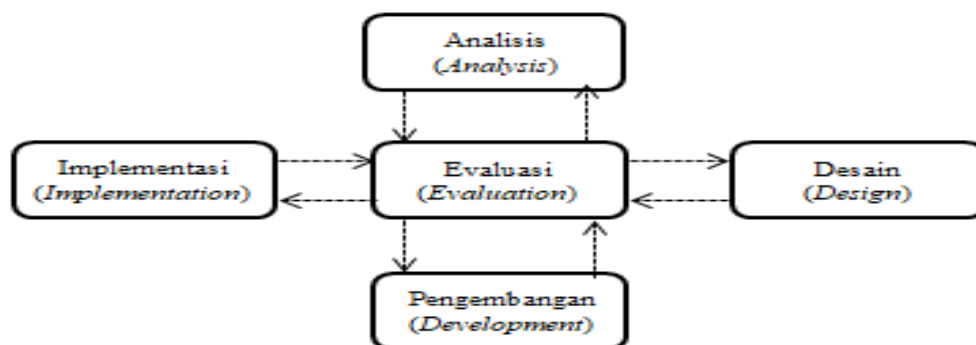 Analisis
(Analysis)
Implementasi
(Implementation)
Evaluasi
(Evaluation)
Desain
(Design)
Pengembangan
(Development)